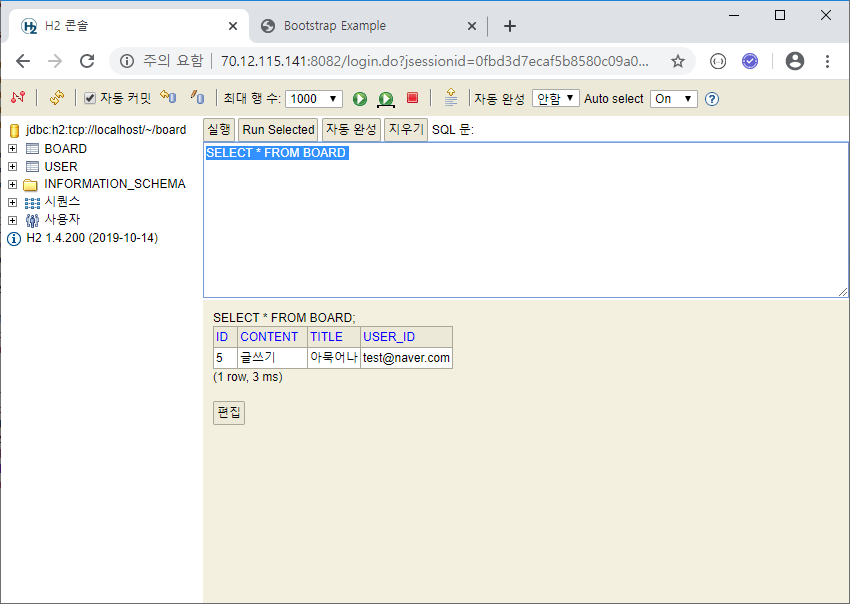 H2 콘솔
Bootstrap Example
주의 요함 70.12.115.141:8082/login.do?jsessionid=0fbd3d7ecaf5b8580c09a0...
자동 커밋 최대 행 수: 1000 자동 완성 안함 Auto select On
jdbc:h2:tcp://localhost/~/board
BOARD
USER
INFORMATION_SCHEMA
시퀀스
사용자
H2 1.4.200 (2019-10-14)
실행 Run Selected 자동 완성 지우기 SQL 문:
SELECT * FROM BOARD
SELECT * FROM BOARD;
ID CONTENT TITLE USER_ID
5 글쓰기 아묵어나 test@naver.com
(1 row, 3 ms)
편집